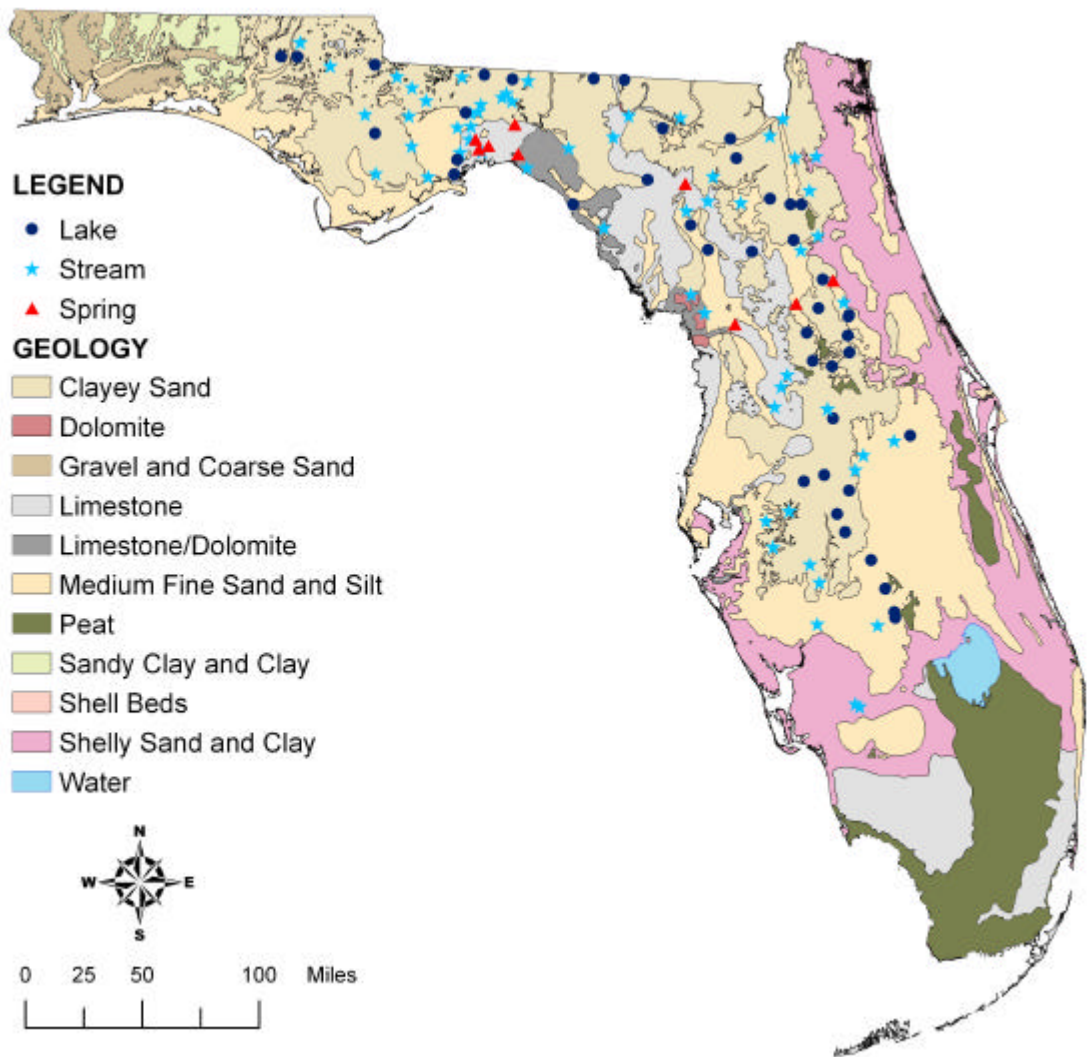 LEGEND
Lake
Stream
Spring
GEOLOGY
Clayey Sand
Dolomite
Gravel and Coarse Sand
Limestone
Limestone/Dolomite
Medium Fine Sand and Silt
Peat
Sandy Clay and Clay
Shell Beds
Shelly Sand and Clay
Water
N
W E
S
0 25 50 100 Miles